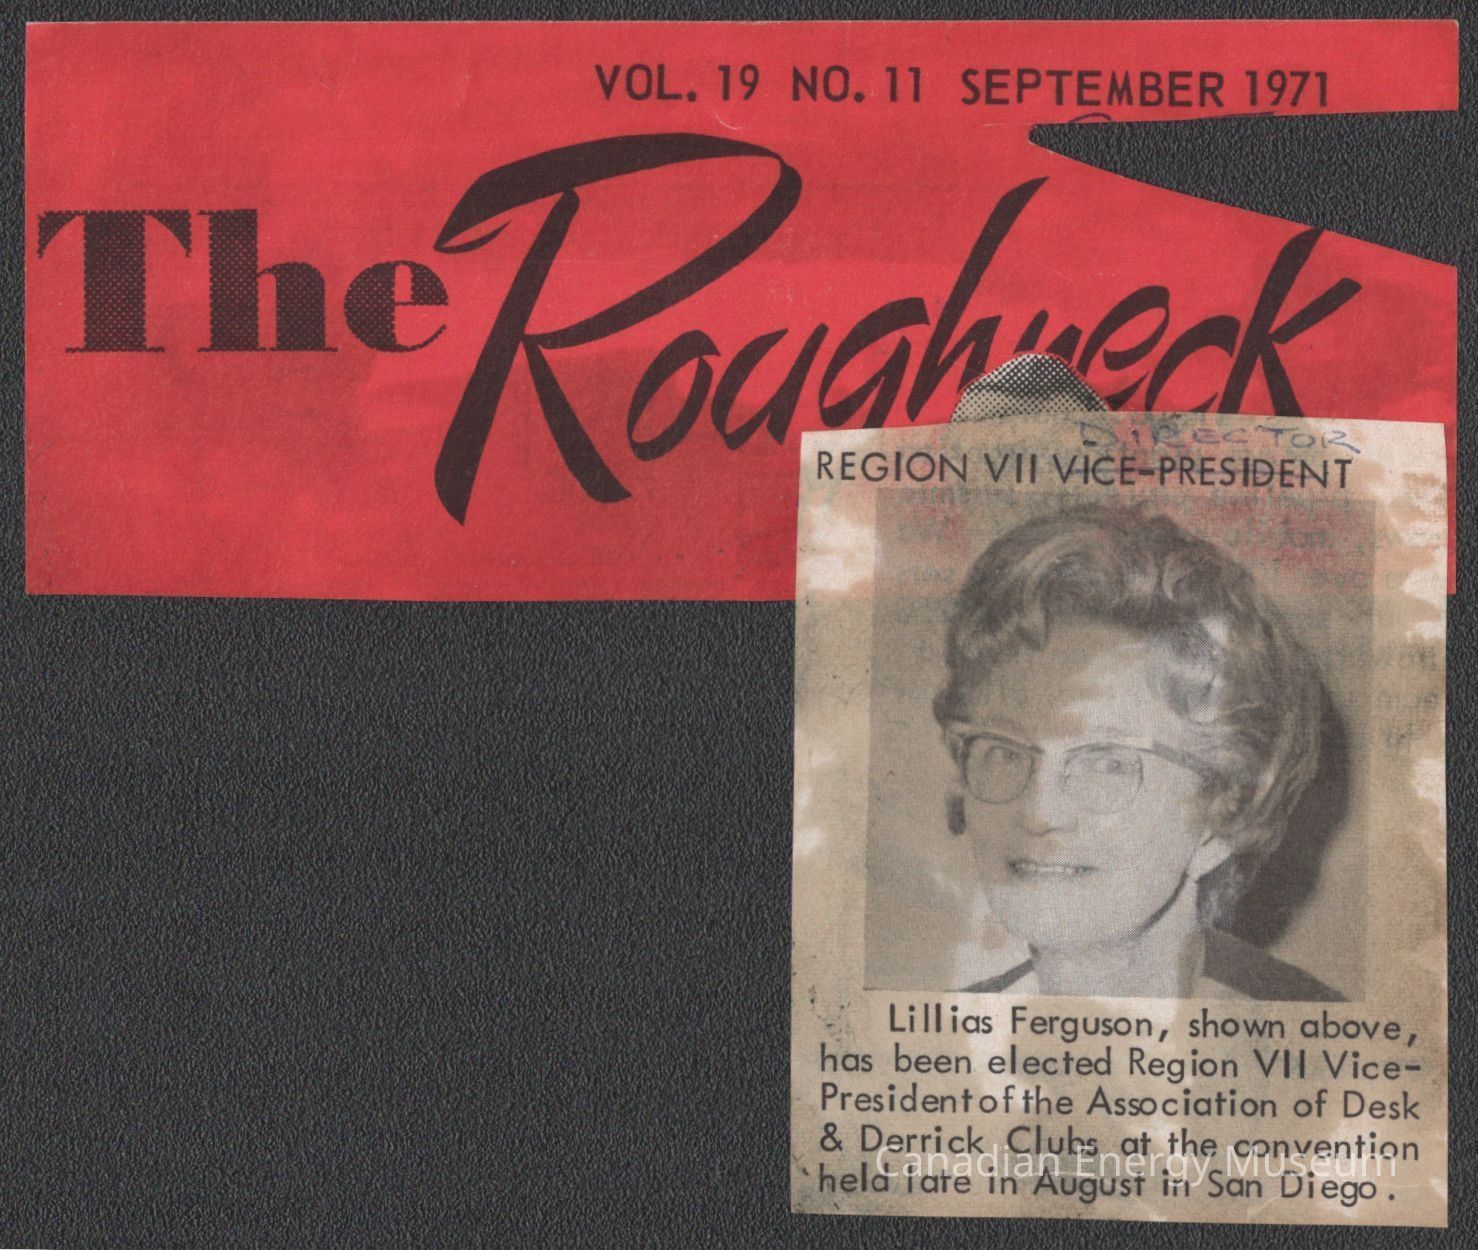 VOL. 19 NO. 11 SEPTEMBER 1971
The Roughneck
DIRECTOR
REGION VII VICE-PRESIDENT
Lillias Ferguson, shown above,
has been elected Region VII Vice-
President of the Association of Desk
& Derrick Clubs at the convention
held late in August in San Diego.
Canadian Energy Museum